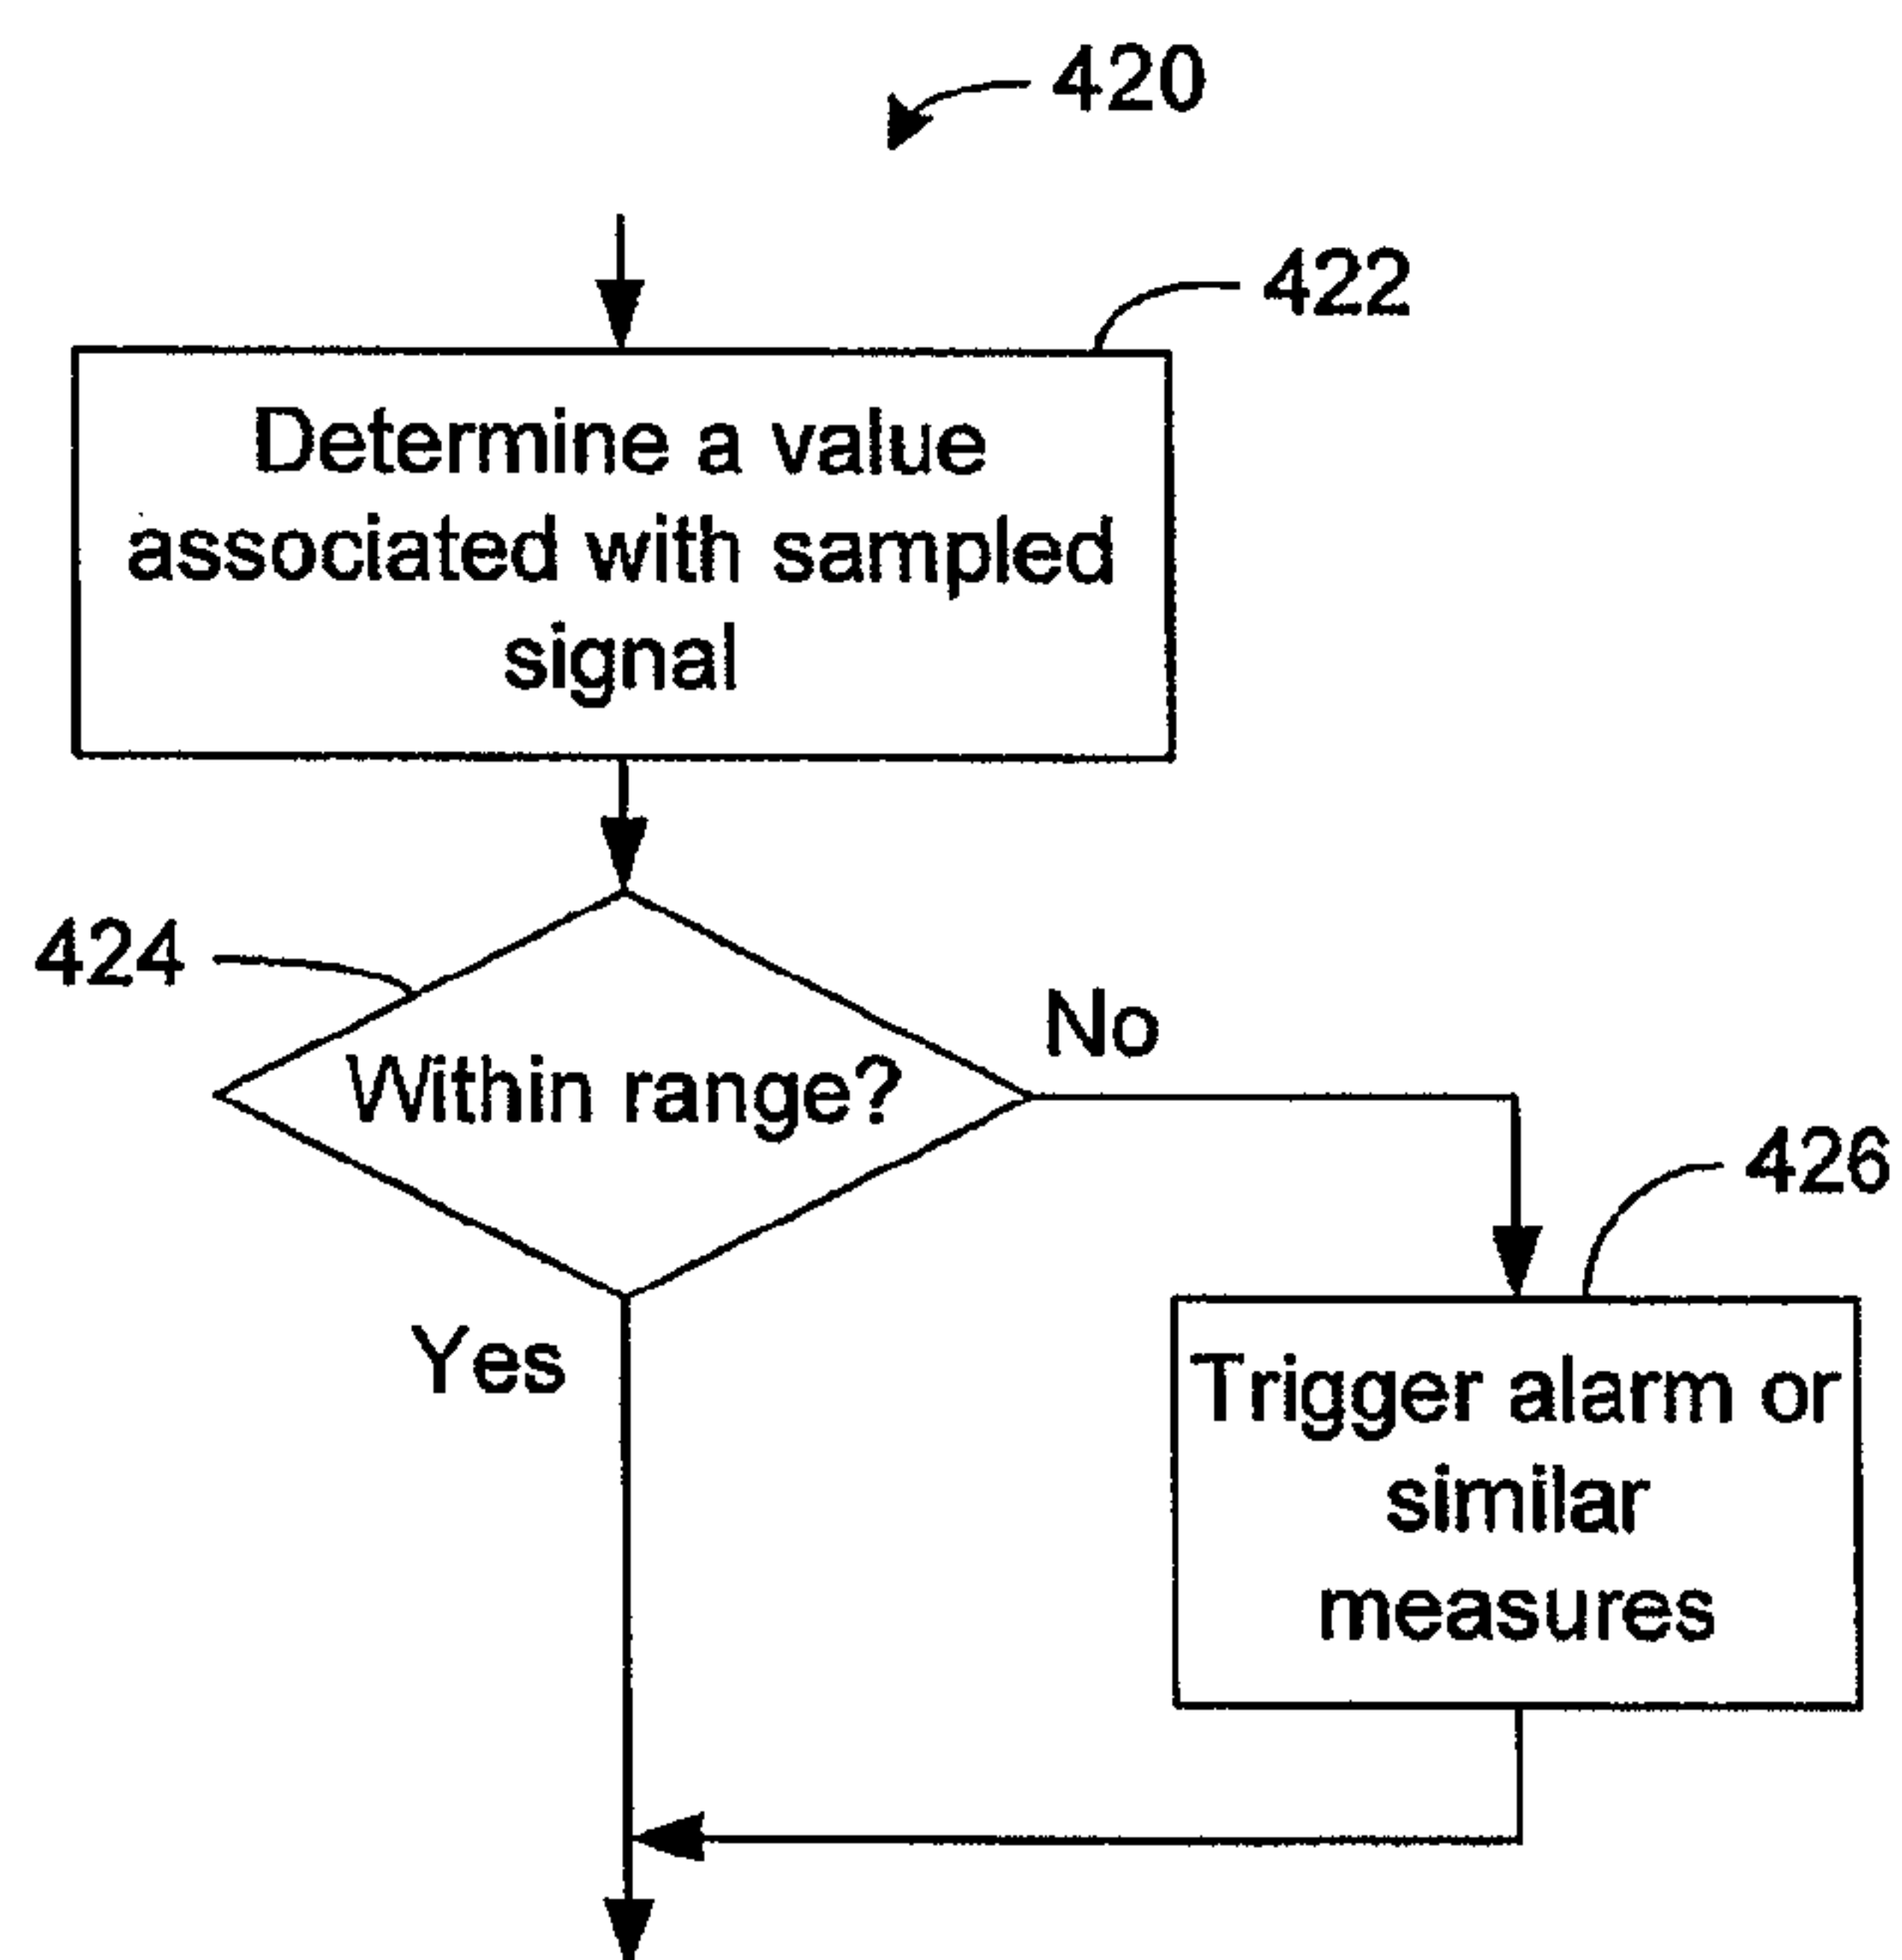 420
422
Determine a value
associated with sampled
signal
424
Within range?
No
426
Yes
Trigger alarm or
similar
measures